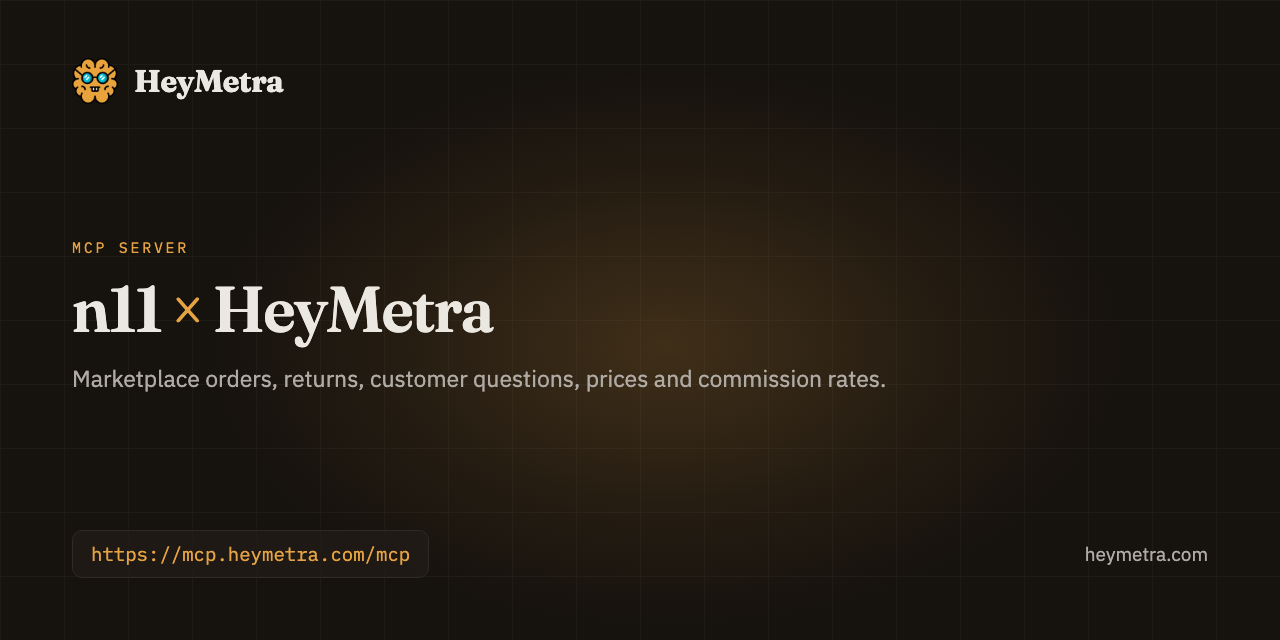 HeyMetra
MCP SERVER
n11 × HeyMetra
Marketplace orders, returns, customer questions, prices and commission rates.
https://mcp.heymetra.com/mcp
heymetra.com